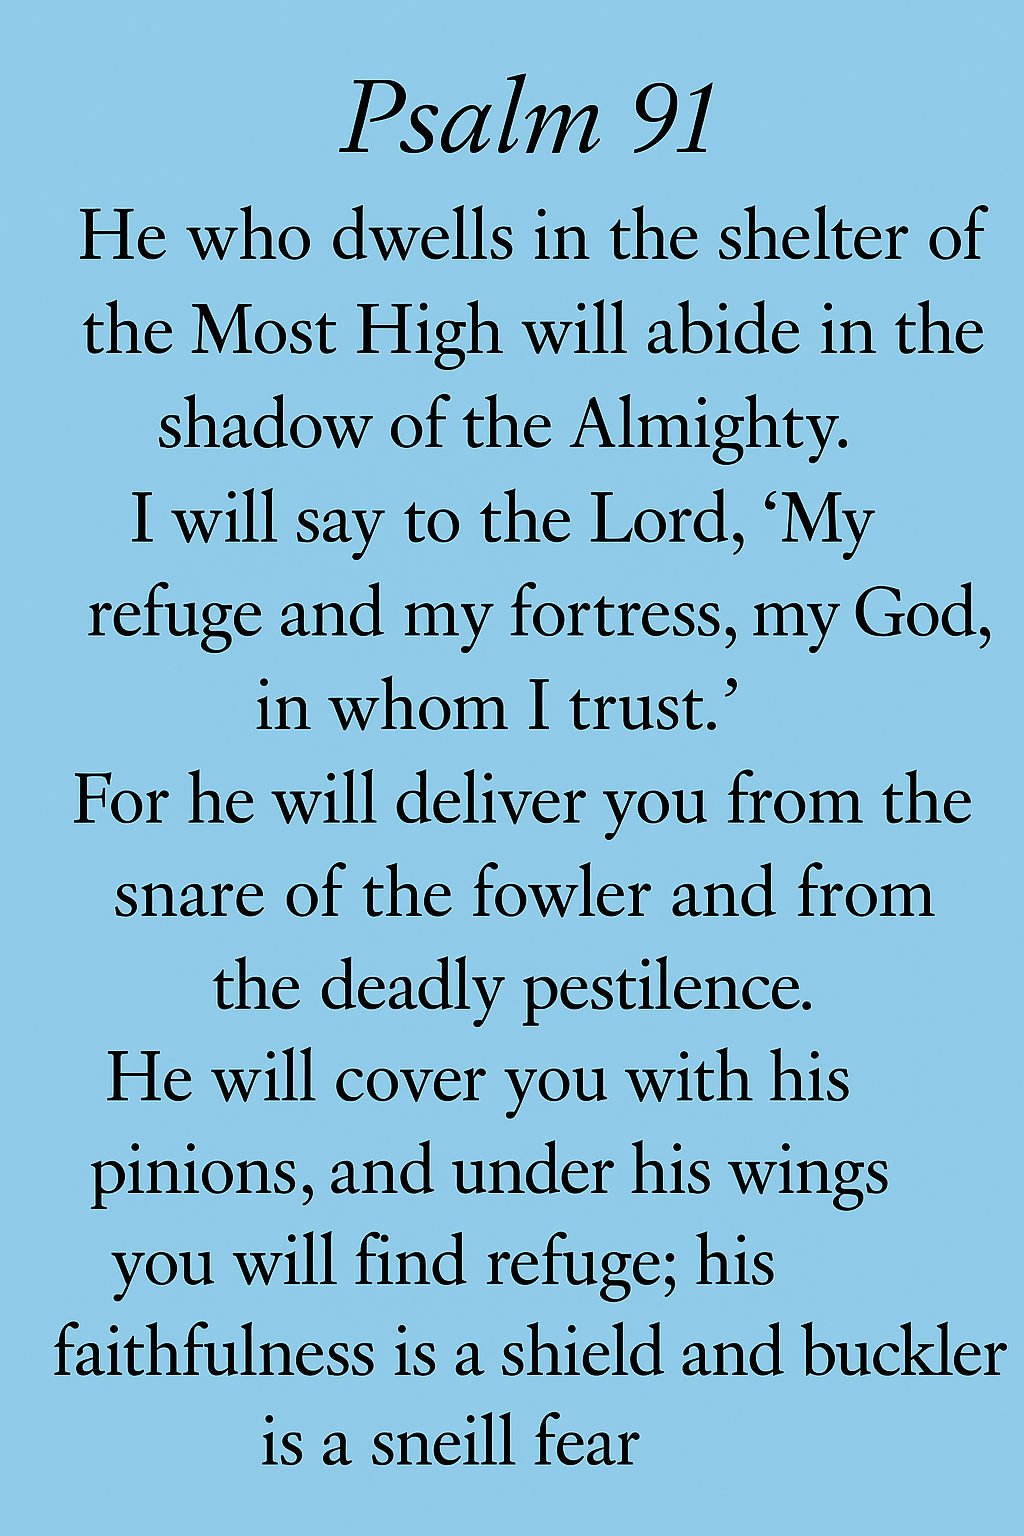 Psalm 91
He who dwells in the shelter of
the Most High will abide in the
shadow of the Almighty.
I will say to the Lord, ‘My
refuge and my fortress, my God,
in whom I trust.’
For he will deliver you from the
snare of the fowler and from
the deadly pestilence.
He will cover you with his
pinions, and under his wings
you will find refuge; his
faithfulness is a shield and buckler
is a sneill fear